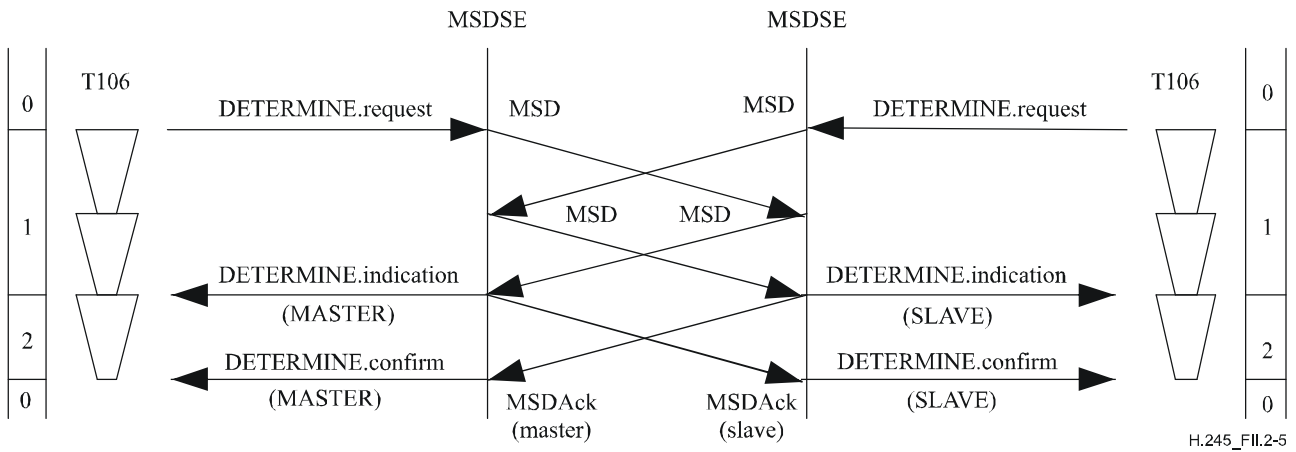 MSDSE MSDSE
T106 T106
0 0
DETERMINE.request MSD MSD DETERMINE.request
MSD MSD
1 1
DETERMINE.indication DETERMINE.indication
(MASTER) (SLAVE)
2 2
DETERMINE.confirm DETERMINE.confirm
(MASTER) (SLAVE)
0 MSDAck MSDAck 0
(master) (slave)
H.245_FII.2-5